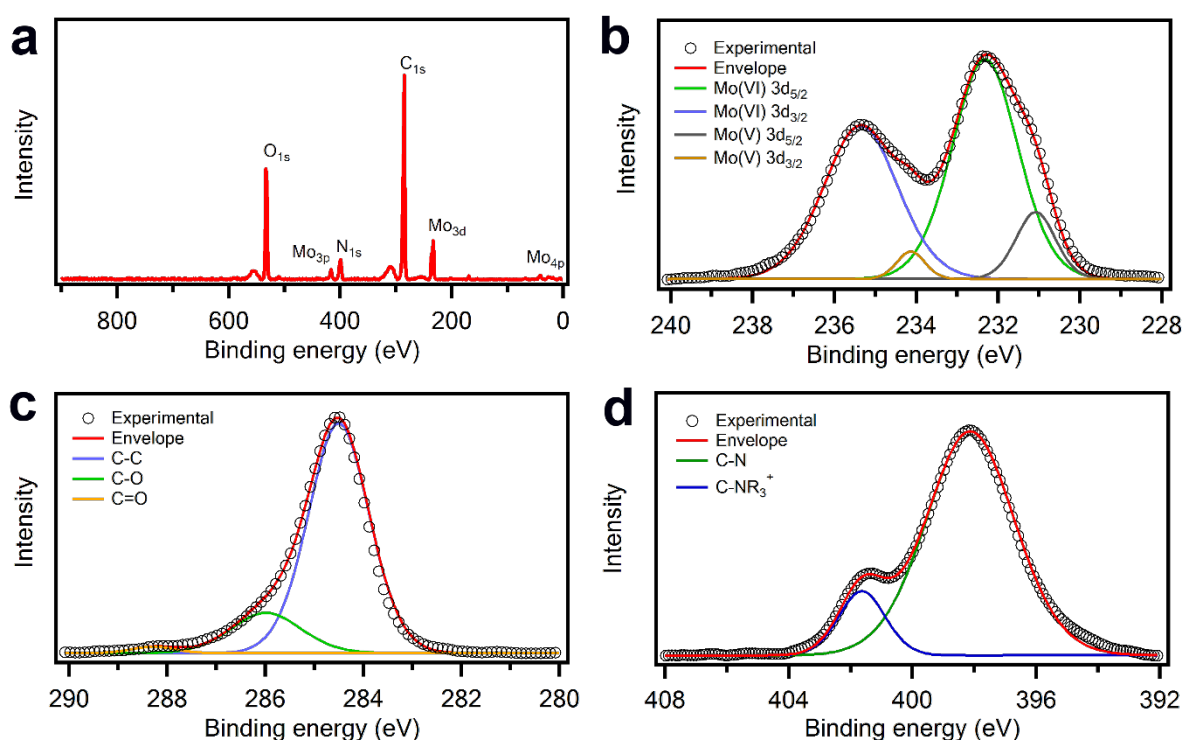 a
Intensity
O1s
Mo3p
N1s
C1s
Mo3d
Mo4p
800 600 400 200 0
Binding energy (eV)
b
Intensity
Experimental
Envelope
Mo(VI) 3d5/2
Mo(VI) 3d3/2
Mo(V) 3d5/2
Mo(V) 3d3/2
240 238 236 234 232 230 228
Binding energy (eV)
c
Intensity
Experimental
Envelope
C-C
C-O
C=O
290 288 286 284 282 280
Binding energy (eV)
d
Intensity
Experimental
Envelope
C-N
C-NR3+
408 404 400 396 392
Binding energy (eV)